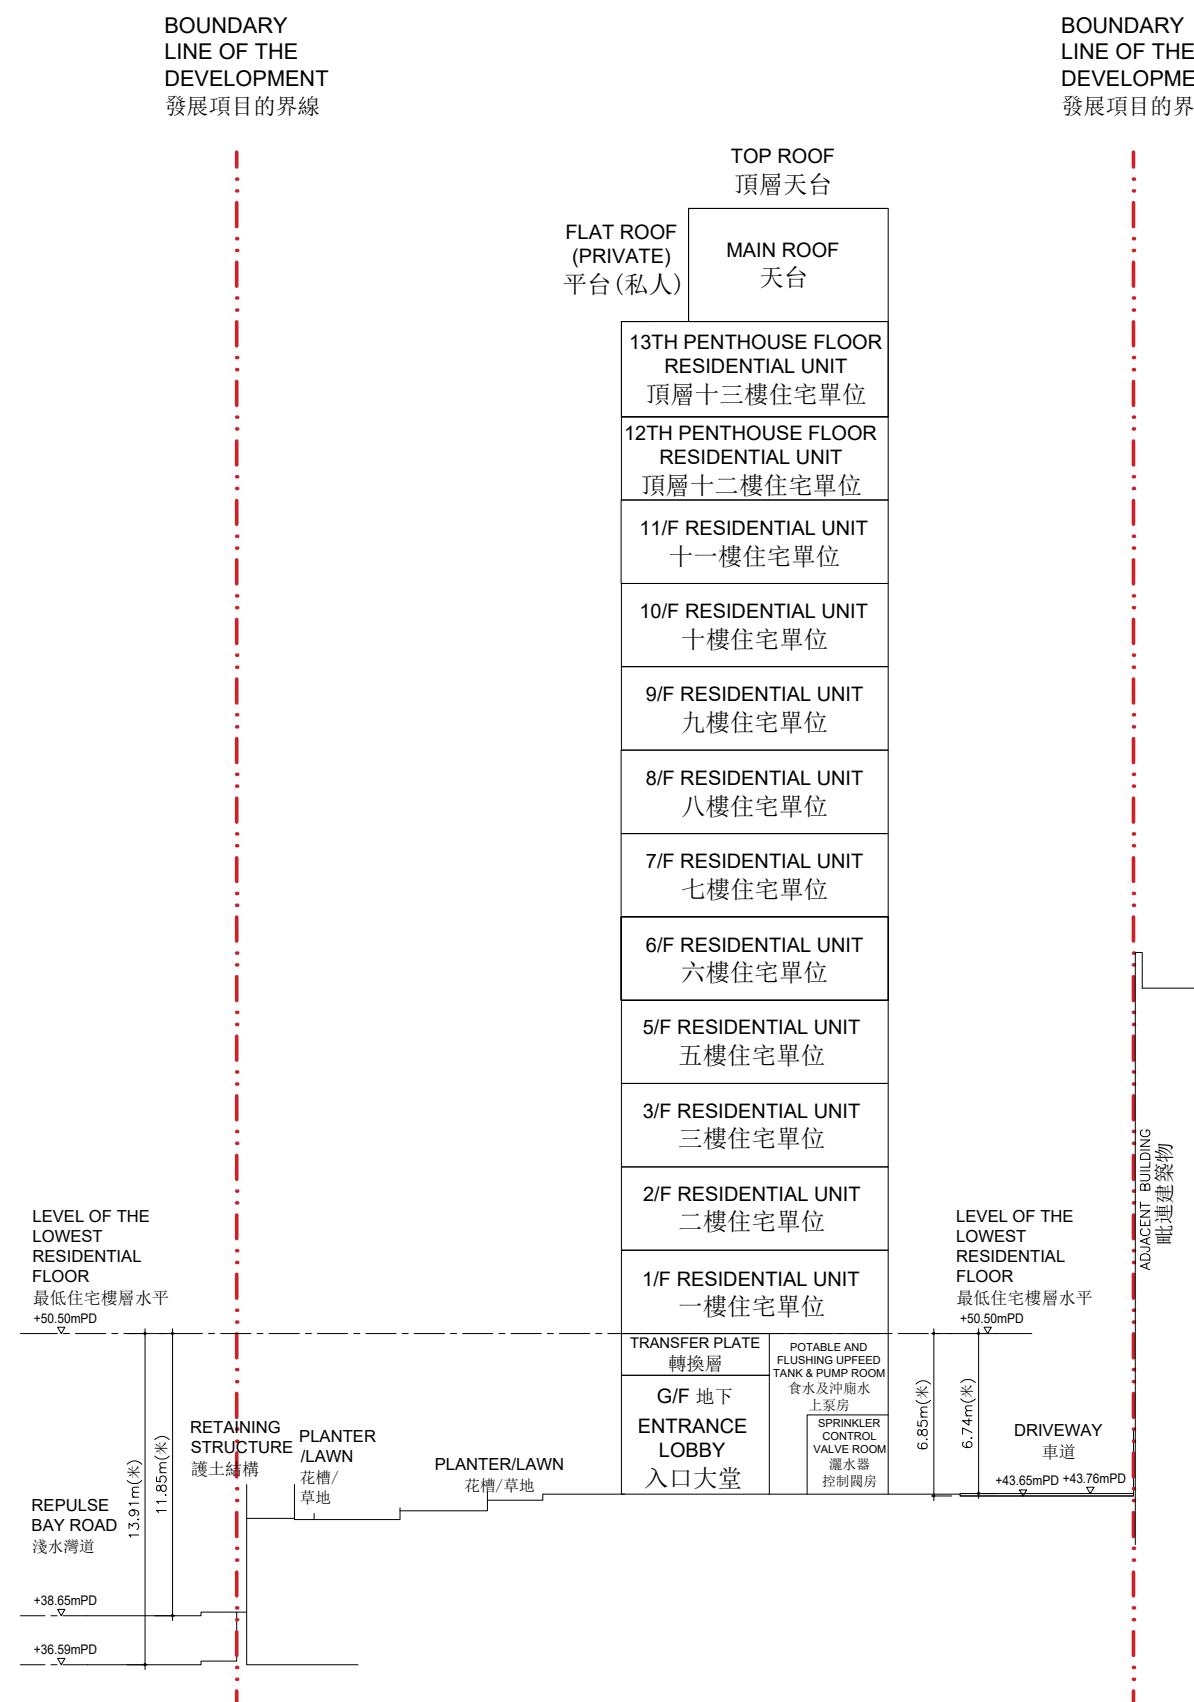 BOUNDARY
LINE OF THE
DEVELOPMENT
發展項目的界線
BOUNDARY
LINE OF THE
DEVELOPME
發展項目的界
TOP ROOF
頂層天台
FLAT ROOF
(PRIVATE)
平台(私人)
MAIN ROOF
天台
13TH PENTHOUSE FLOOR
RESIDENTIAL UNIT
頂層十三樓住宅單位
12TH PENTHOUSE FLOOR
RESIDENTIAL UNIT
頂層十二樓住宅單位
11/F RESIDENTIAL UNIT
十一樓住宅單位
10/F RESIDENTIAL UNIT
十樓住宅單位
9/F RESIDENTIAL UNIT
九樓住宅單位
8/F RESIDENTIAL UNIT
八樓住宅單位
7/F RESIDENTIAL UNIT
七樓住宅單位
6/F RESIDENTIAL UNIT
六樓住宅單位
5/F RESIDENTIAL UNIT
五樓住宅單位
3/F RESIDENTIAL UNIT
三樓住宅單位
2/F RESIDENTIAL UNIT
二樓住宅單位
1/F RESIDENTIAL UNIT
一樓住宅單位
ADJACENT BUILDING
毗連建築物
LEVEL OF THE
LOWEST
RESIDENTIAL
FLOOR
最低住宅樓層水平
+50.50mPD
LEVEL OF THE
LOWEST
RESIDENTIAL
FLOOR
最低住宅樓層水平
+50.50mPD
TRANSFER PLATE
轉換層
POTABLE AND
FLUSHING UPFEED
TANK & PUMP ROOM
食水及沖廁水
上泵房
G/F 地下
ENTRANCE
LOBBY
入口大堂
SPRINKLER
CONTROL
VALVE ROOM
灑水器
控制閥房
6.85m(米)
6.74m(米)
DRIVEWAY
車道
+43.65mPD +43.76mPD
RETAINING
STRUCTURE
護土結構
PLANTER
/LAWN
花槽/
草地
PLANTER/LAWN
花槽/草地
13.91m(米)
11.85m(米)
REPULSE
BAY ROAD
淺水灣道
+38.65mPD
+36.59mPD